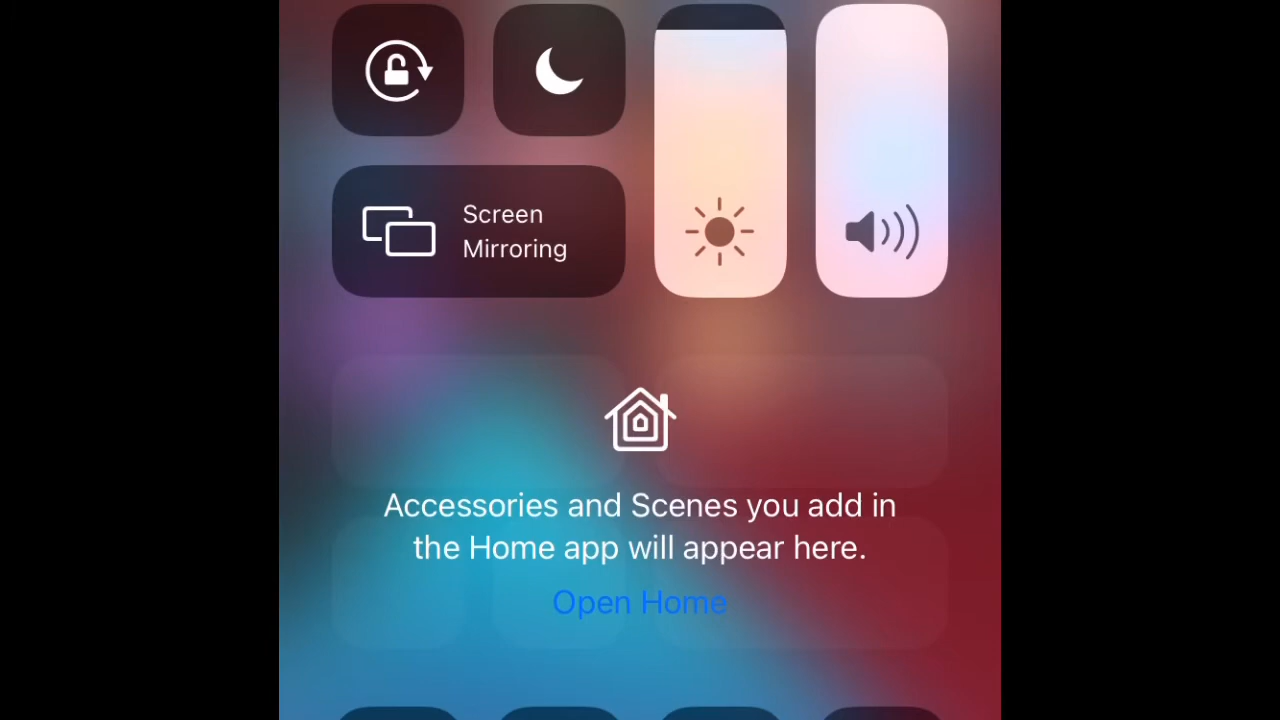 Screen
Mirroring
Accessories and Scenes you add in
the Home app will appear here.
Open Home